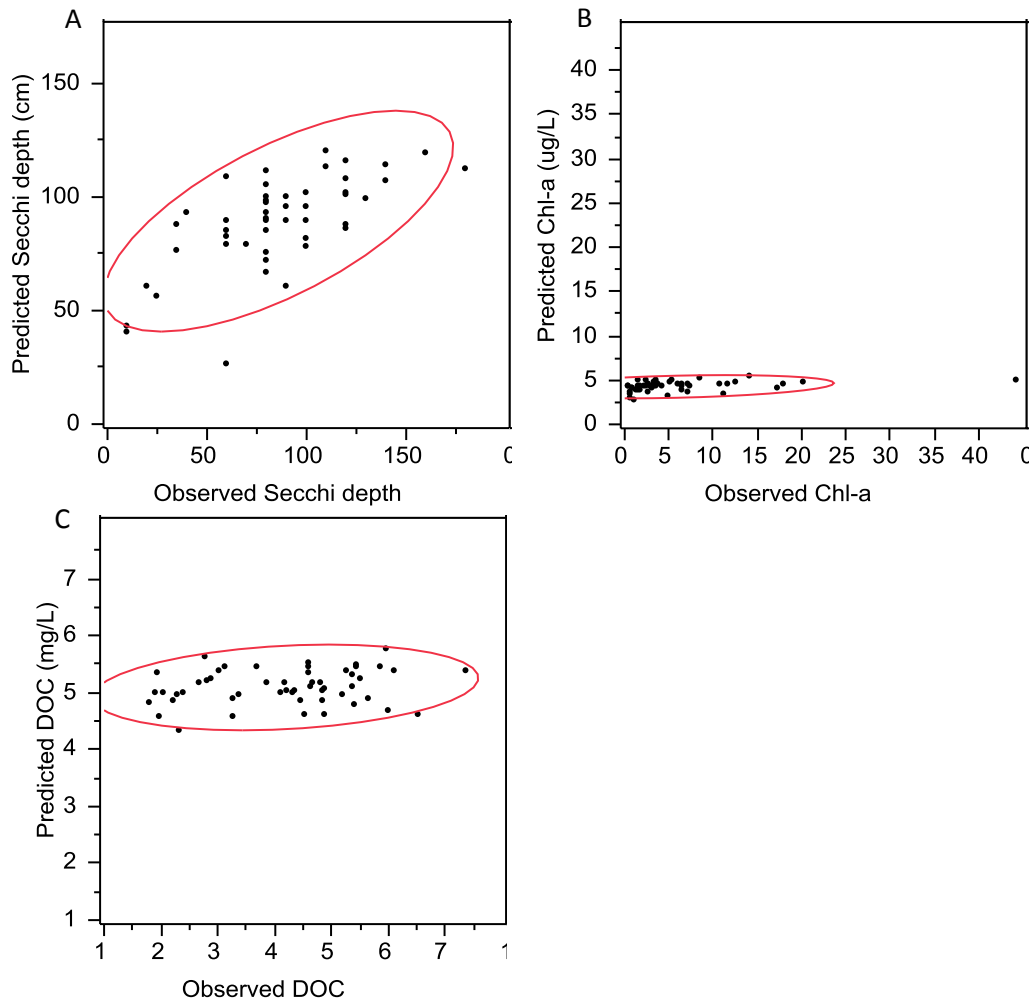 A
Predicted Secchi depth (cm)
150
100
50
0
0 50 100 150 0
Observed Secchi depth
B
Predicted Chl-a (ug/L)
40
35
30
25
20
15
10
5
0
0 5 10 15 20 25 30 35 40 0
Observed Chl-a
C
Predicted DOC (mg/L)
7
6
5
4
3
2
1
1 2 3 4 5 6 7
Observed DOC